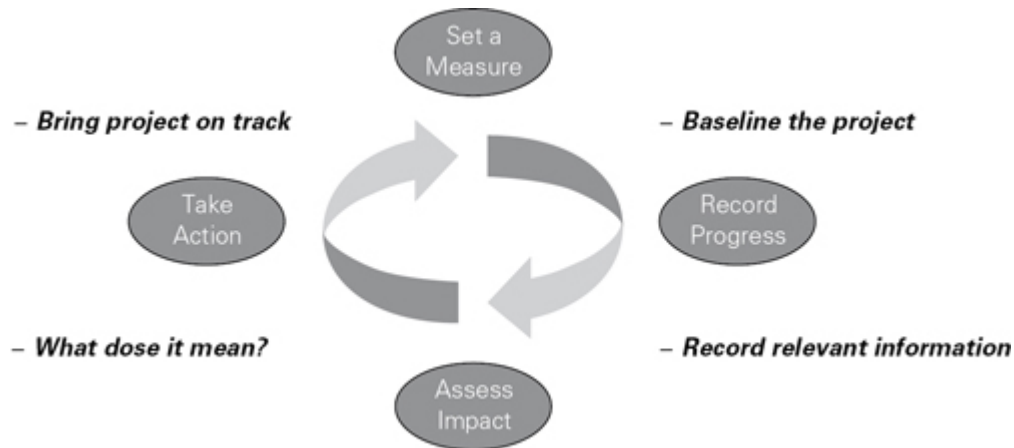 Set a
Measure
– Bring project on track
– Baseline the project
Take
Action
Record
Progress
– What dose it mean?
– Record relevant information
Assess
Impact